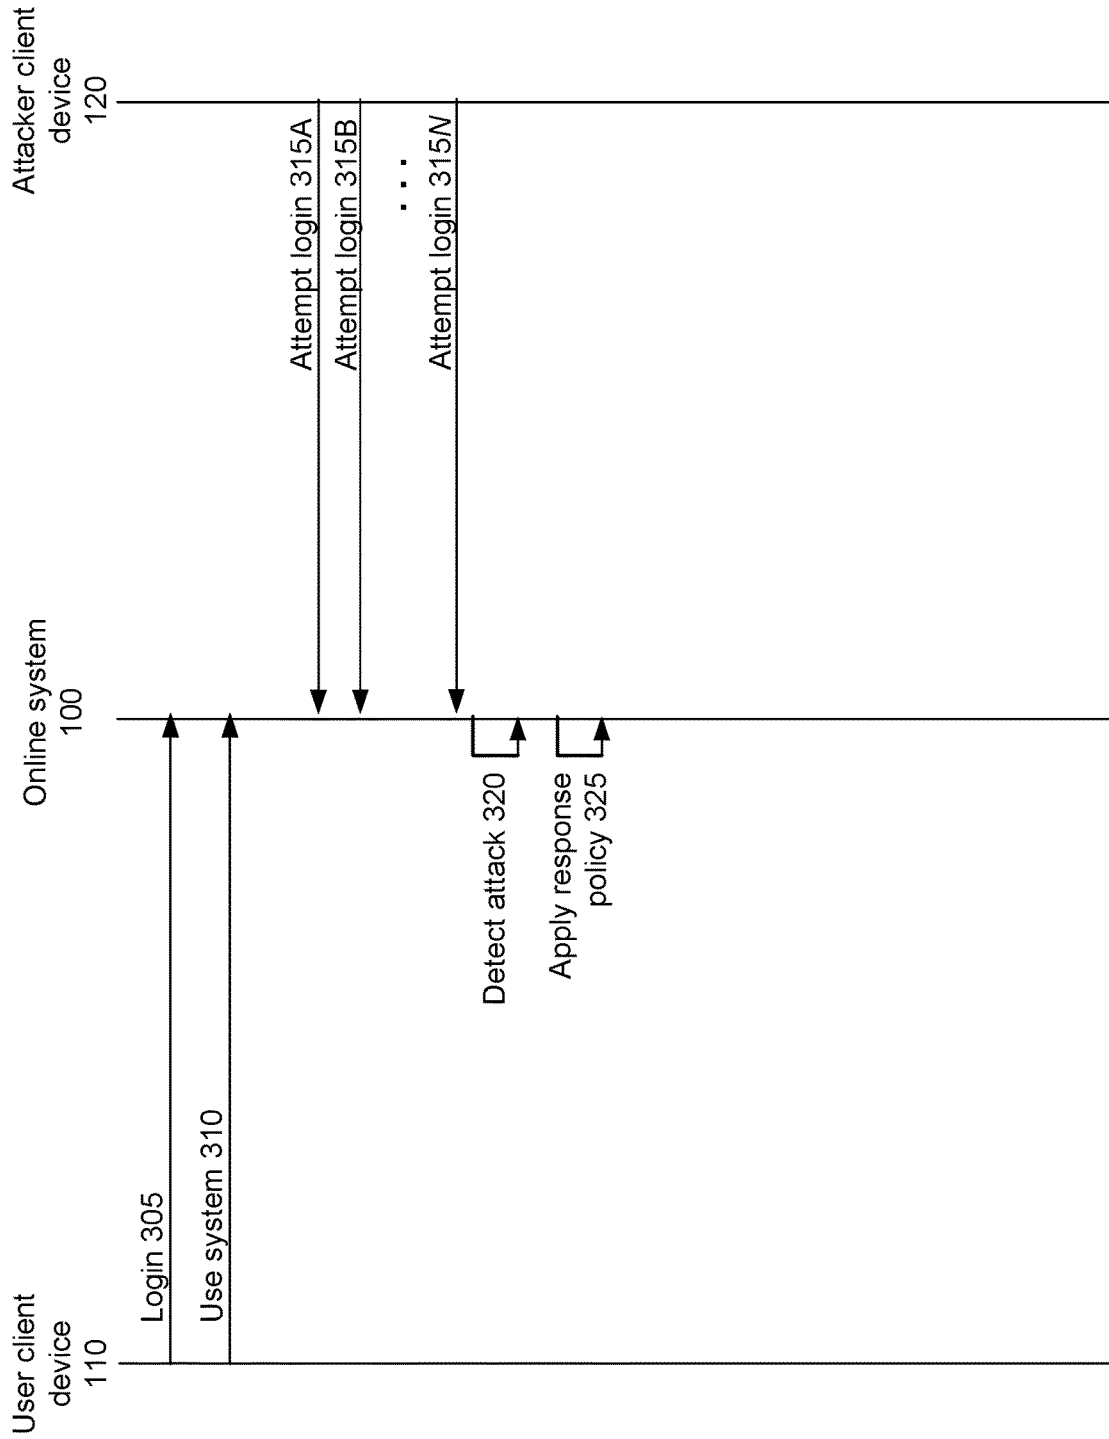 User client
device
110
Online system
100
Attacker client
device
120
Login 305
Use system 310
Attempt login 315A
Attempt login 315B
. . .
Attempt login 315N
Detect attack 320
Apply response
policy 325